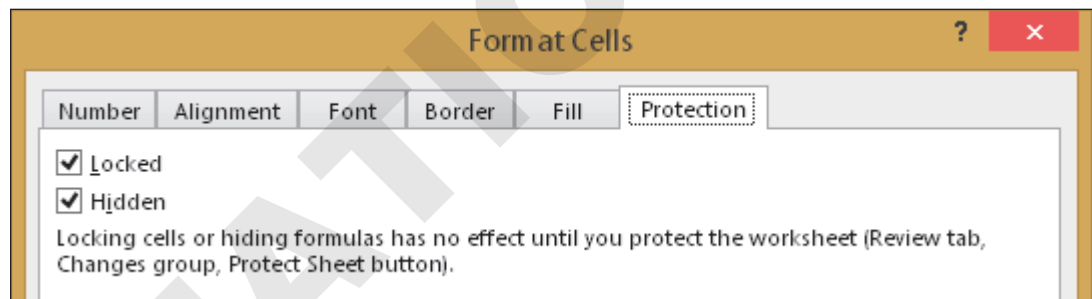 Format Cells ?
Number Alignment Font Border Fill Protection
Locked
Hidden
Locking cells or hiding formulas has no effect until you protect the worksheet (Review tab,
Changes group, Protect Sheet button).